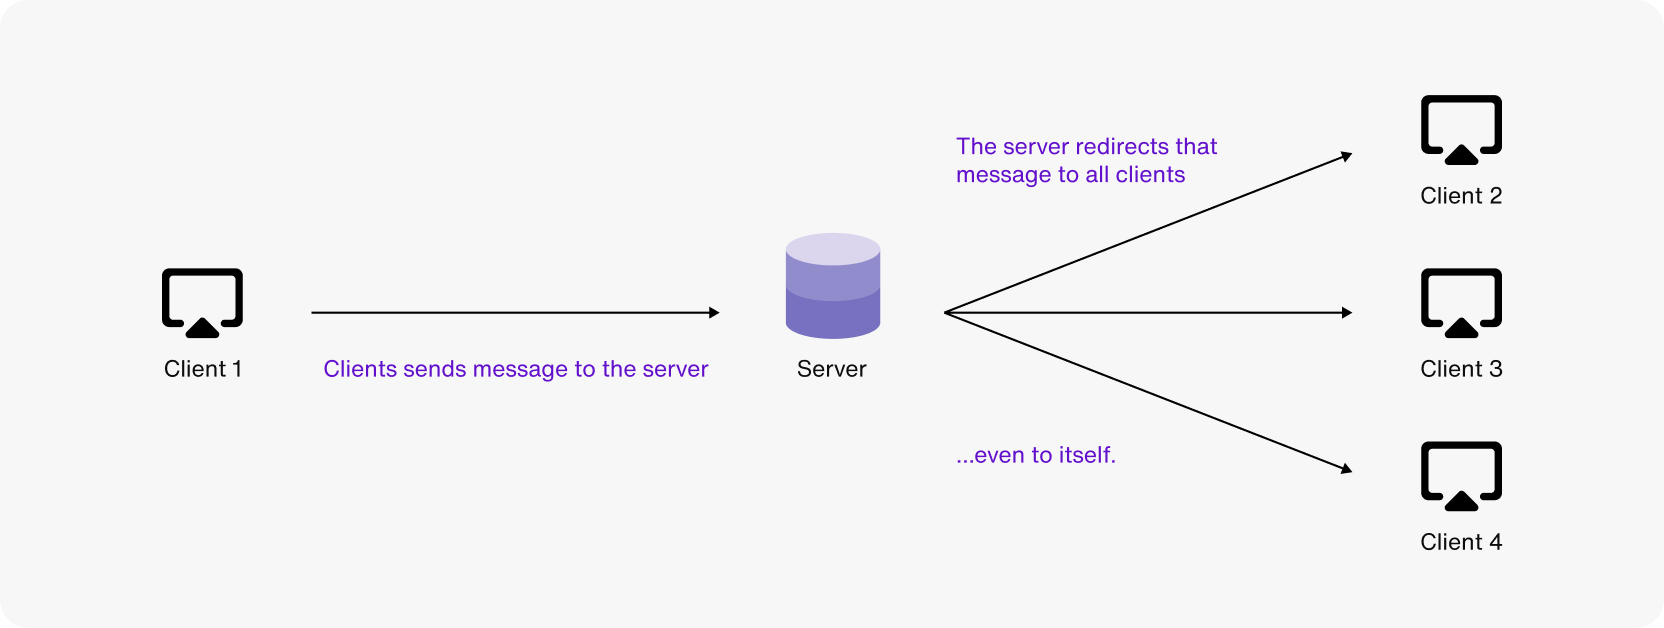 Client 1
Clients sends message to the server
Server
The server redirects that
message to all clients
...even to itself.
Client 2
Client 3
Client 4